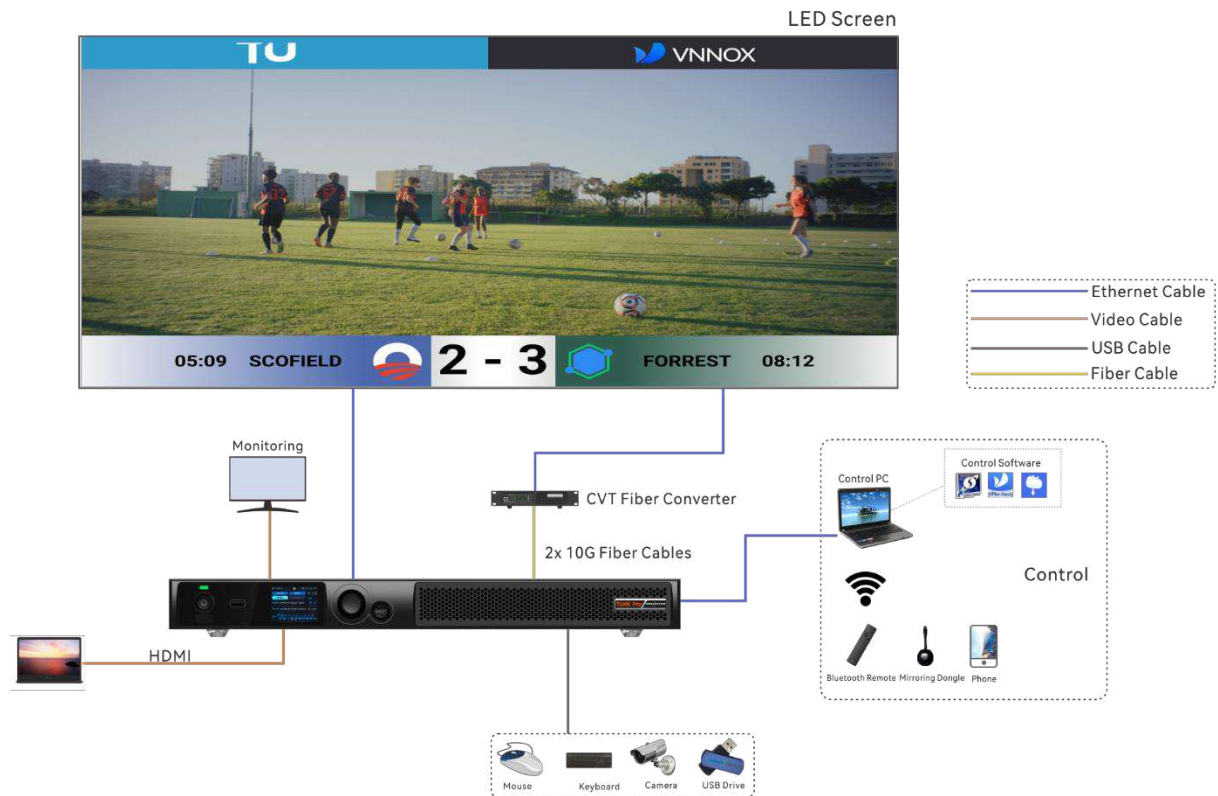 LED Screen
TU
VNNOX
05:09 SCOFIELD 2 - 3 FORREST 08:12
Ethernet Cable
Video Cable
USB Cable
Fiber Cable
Monitoring
CVT Fiber Converter
2x 10G Fiber Cables
Control PC
Control Software
Control
HDMI
TU4K Pro
Bluetooth Remote
Mirroring Dongle
Phone
Mouse
Keyboard
Camera
USB Drive